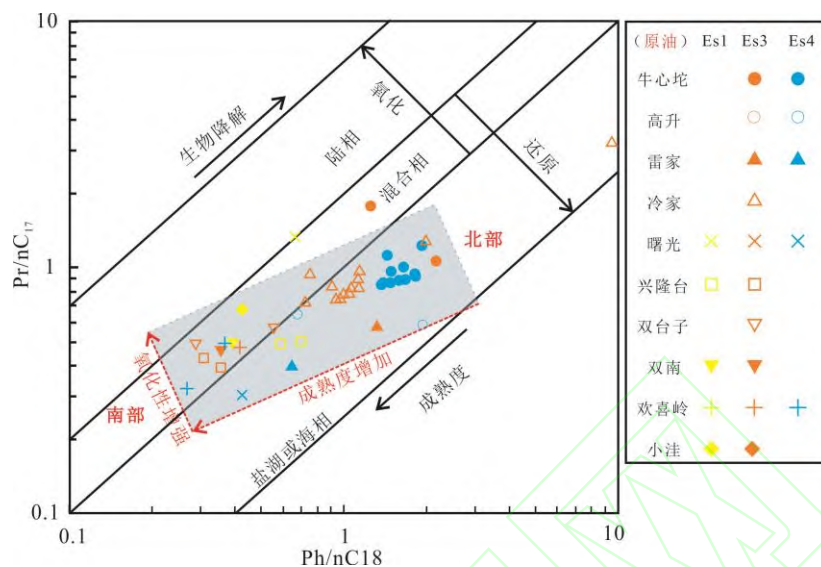 10
1
0.1
Pr/nC₁₇
0.1
1
10
Ph/nC18
生物降解
陆相
氧化
混合相
还原
北部
成熟度增加
氧化性增强
南部
成熟度
盐湖或海相
（原油） Es1 Es3 Es4
牛心坨
高升
雷家
冷家
曙光
兴隆台
双台子
双南
欢喜岭
小洼